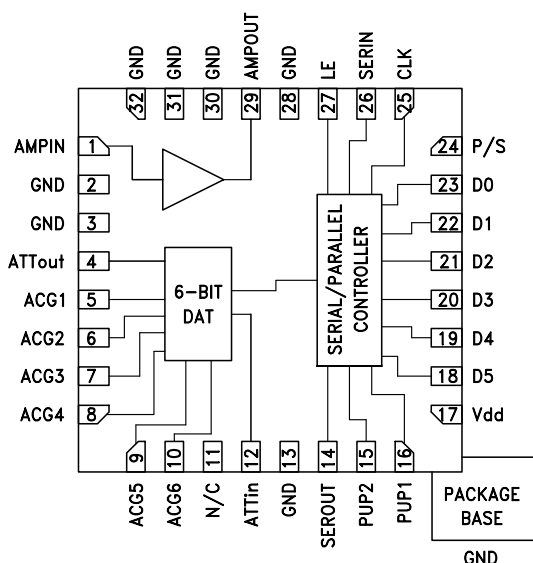 GND
GND
GND
AMPOUT
GND
LE
SERIN
CLK
32
31
30
29
28
27
26
25
AMPIN 1
GND 2
GND 3
ATTout 4
ACG1 5
ACG2 6
ACG3 7
ACG4 8
6-BIT
DAT
SERIAL/PARALLEL
CONTROLLER
24 P/S
23 D0
22 D1
21 D2
20 D3
19 D4
18 D5
17 Vdd
9
10
11
12
13
14
15
16
ACG5
ACG6
N/C
ATTin
GND
SEROUT
PUP2
PUP1
PACKAGE
BASE
GND